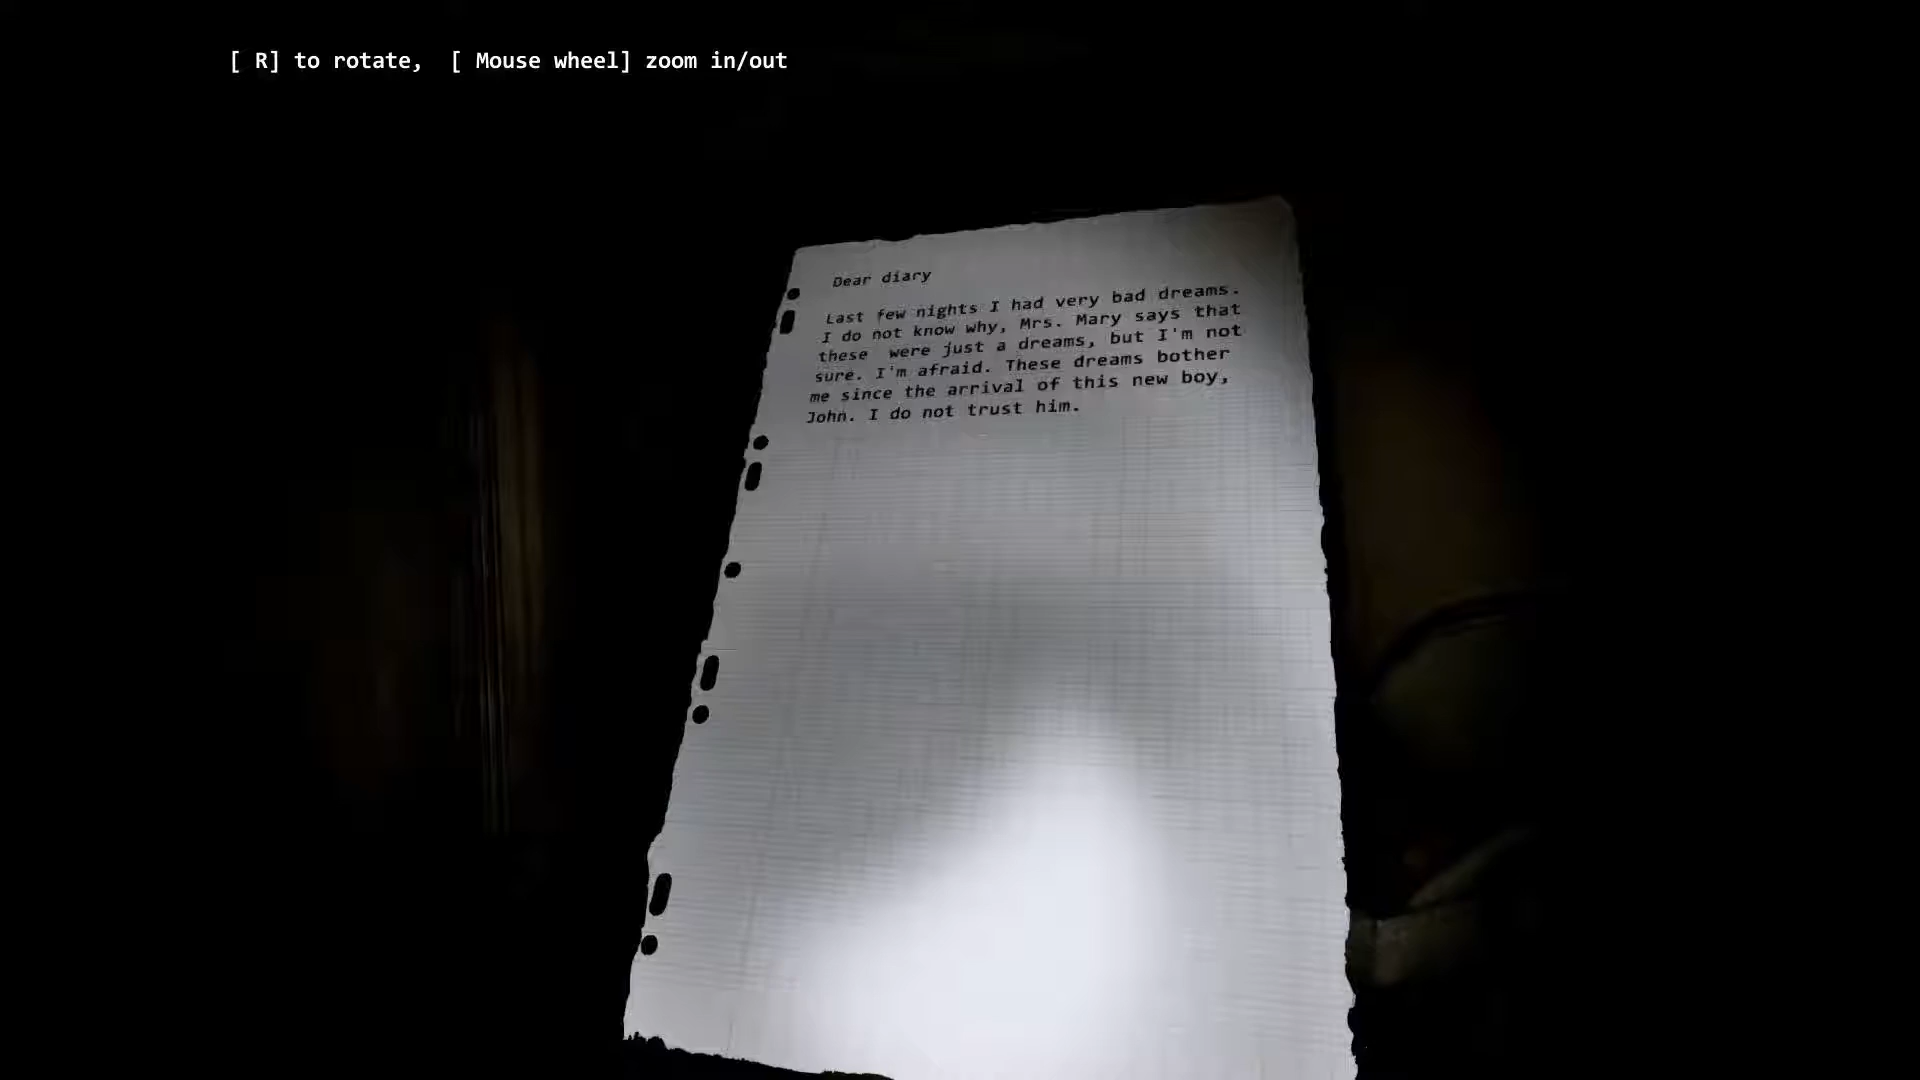 [ R] to rotate,  [ Mouse wheel] zoom in/out
Dear diary
Last few nights I had very bad dreams.
I do not know why, Mrs. Mary says that
these  were just a dreams, but I'm not
sure. I'm afraid. These dreams bother
me since the arrival of this new boy,
John. I do not trust him.